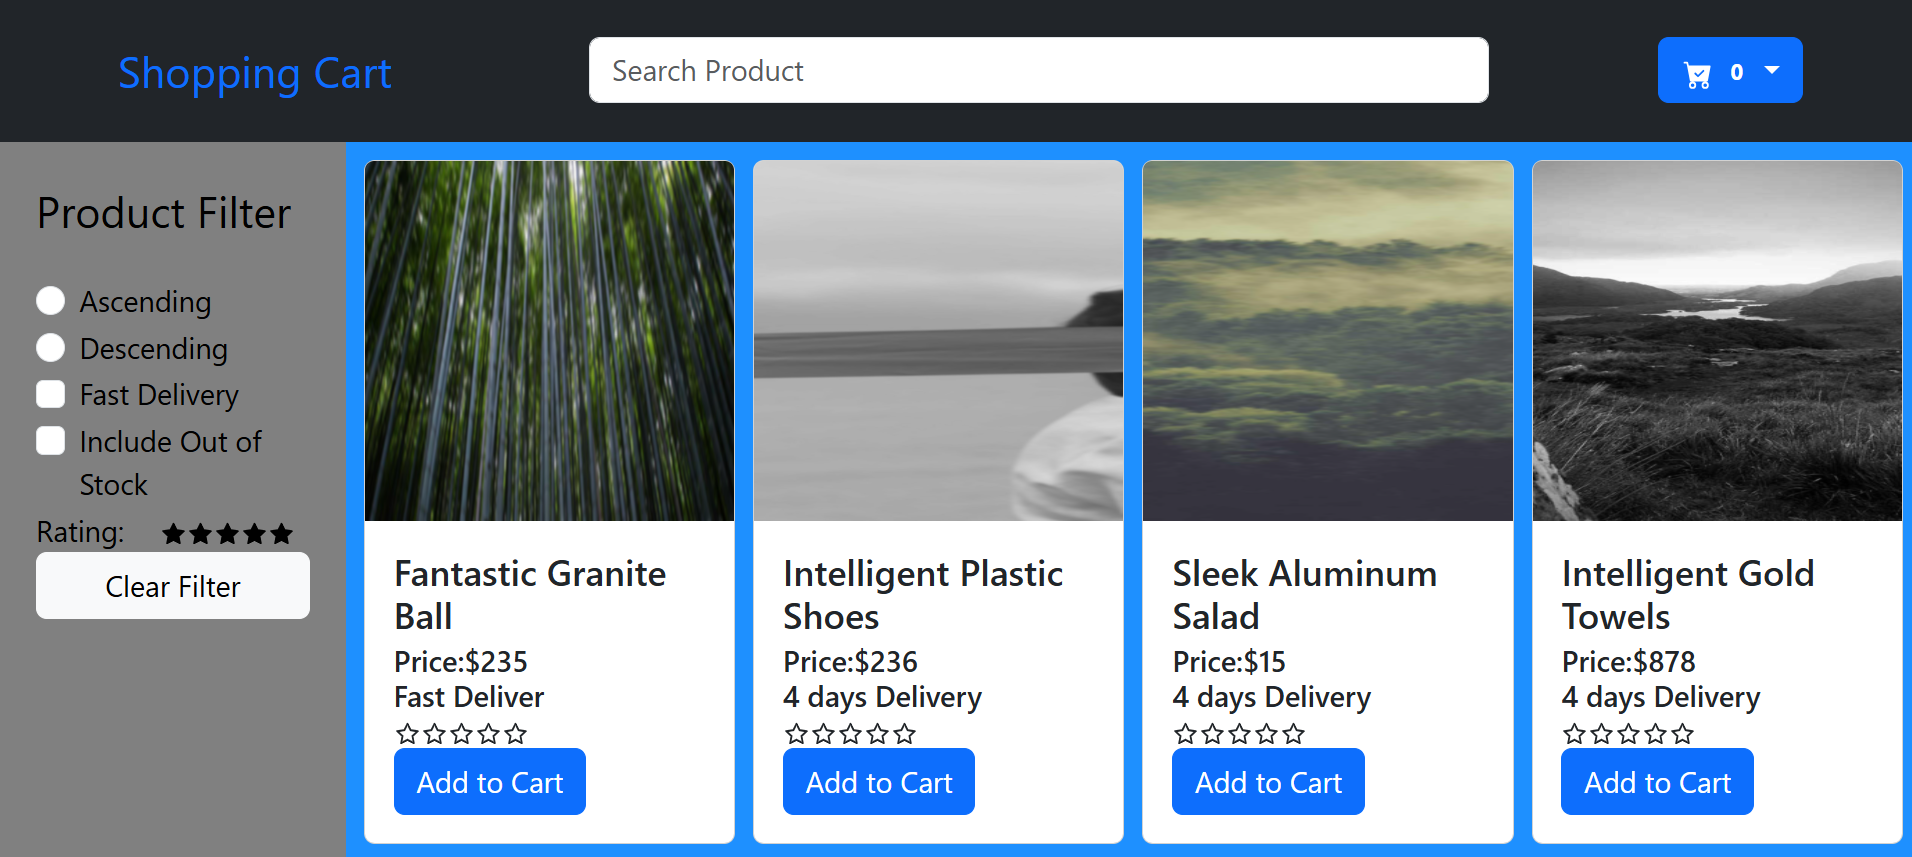 Shopping Cart
Search Product
0
Product Filter
Ascending
Descending
Fast Delivery
Include Out of
Stock
Rating:
Clear Filter
Fantastic Granite
Ball
Price:$235
Fast Deliver
Add to Cart
Intelligent Plastic
Shoes
Price:$236
4 days Delivery
Add to Cart
Sleek Aluminum
Salad
Price:$15
4 days Delivery
Add to Cart
Intelligent Gold
Towels
Price:$878
4 days Delivery
Add to Cart